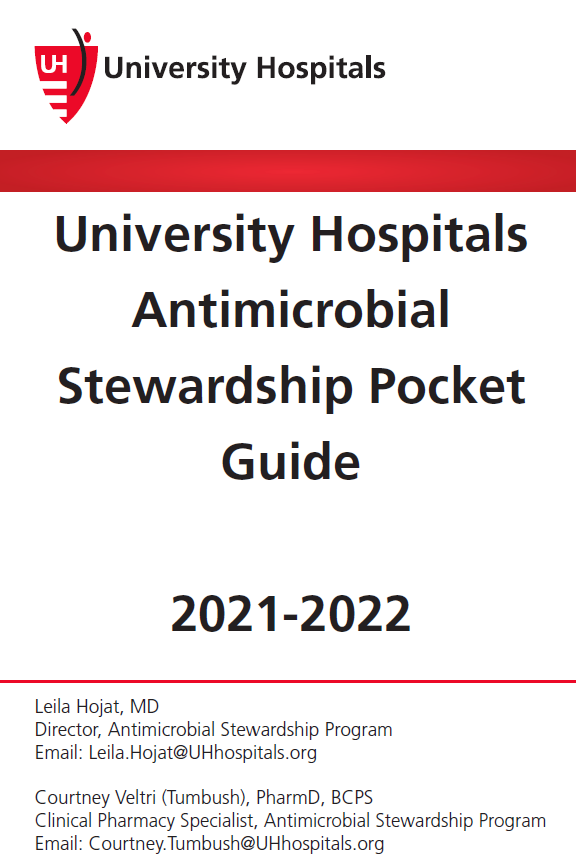 UH University Hospitals
University Hospitals
Antimicrobial
Stewardship Pocket
Guide
2021-2022
Leila Hojat, MD
Director, Antimicrobial Stewardship Program
Email: Leila.Hojat@UHhospitals.org
Courtney Veltri (Tumbush), PharmD, BCPS
Clinical Pharmacy Specialist, Antimicrobial Stewardship Program
Email: Courtney.Tumbush@UHhospitals.org